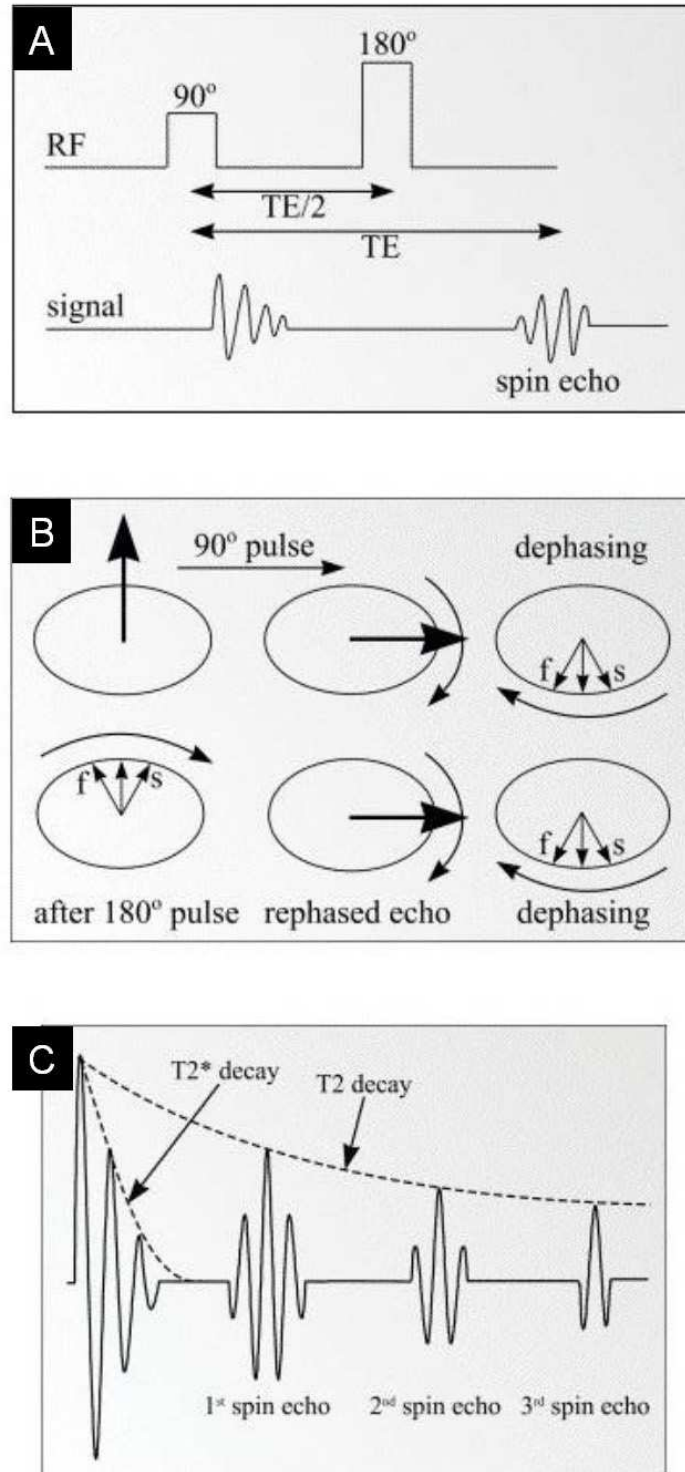 A
180°
90°
RF
TE/2
TE
signal
spin echo
B
90° pulse
dephasing
f s
f s
f s
after 180° pulse rephased echo dephasing
C
T2* decay
T2 decay
1st spin echo 2nd spin echo 3rd spin echo